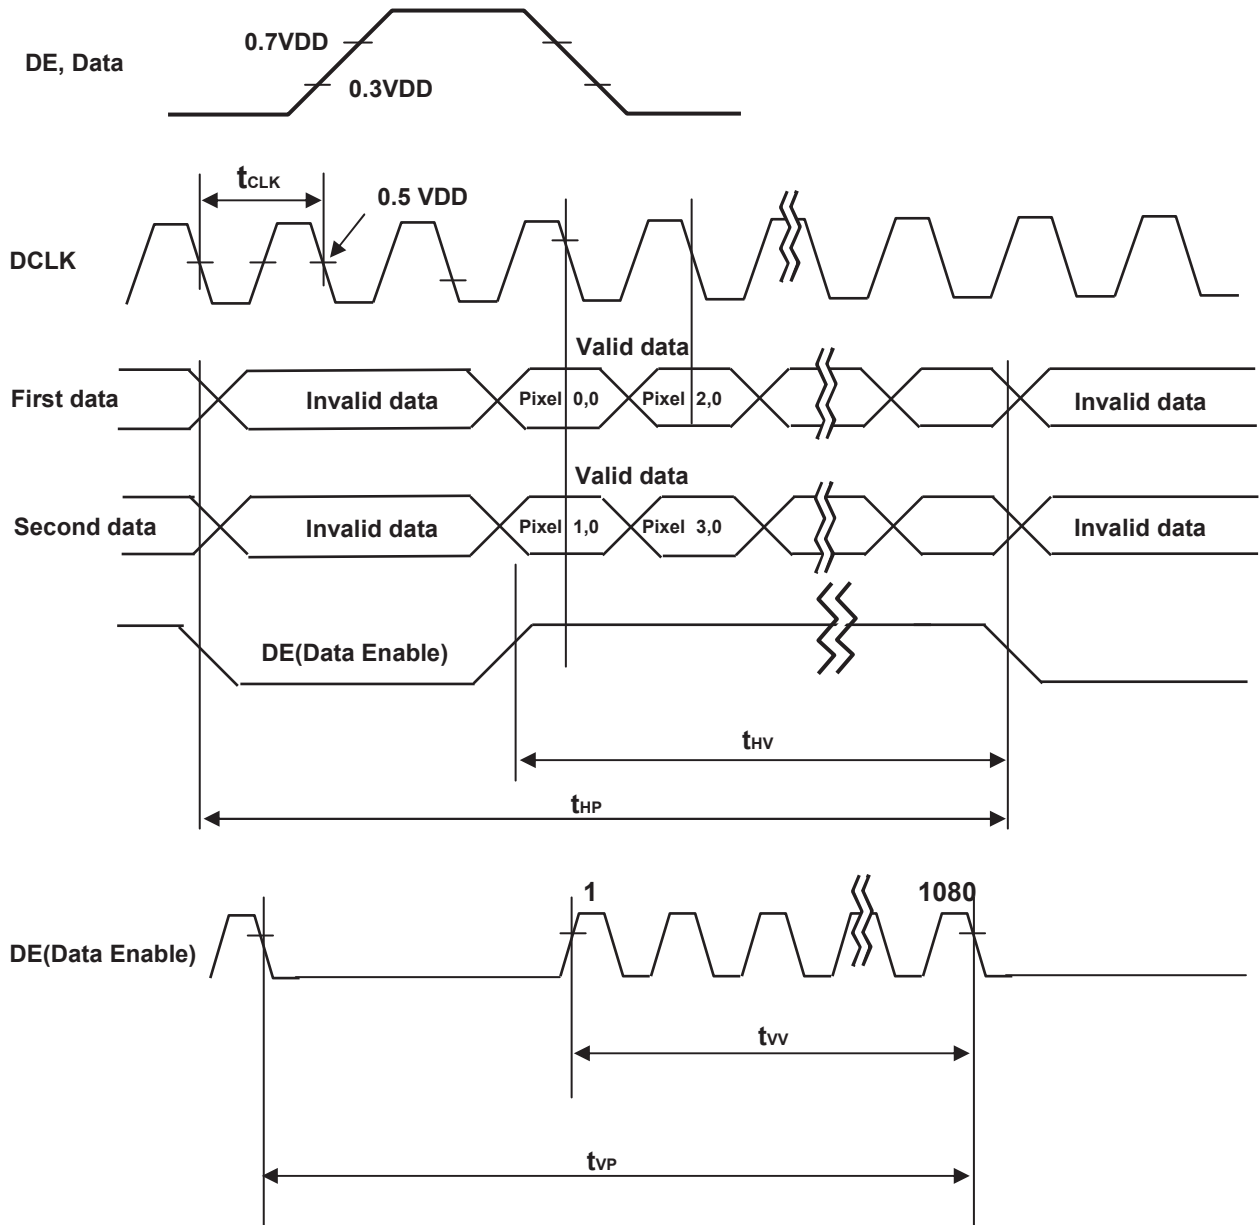 0.7VDD
DE, Data
0.3VDD
tCLK
0.5 VDD
DCLK
Valid data
First data
Invalid data
Pixel 0,0
Pixel 2,0
Invalid data
Valid data
Second data
Invalid data
Pixel 1,0
Pixel 3,0
Invalid data
DE(Data Enable)
tHV
tHP
1
1080
DE(Data Enable)
tVV
tVP